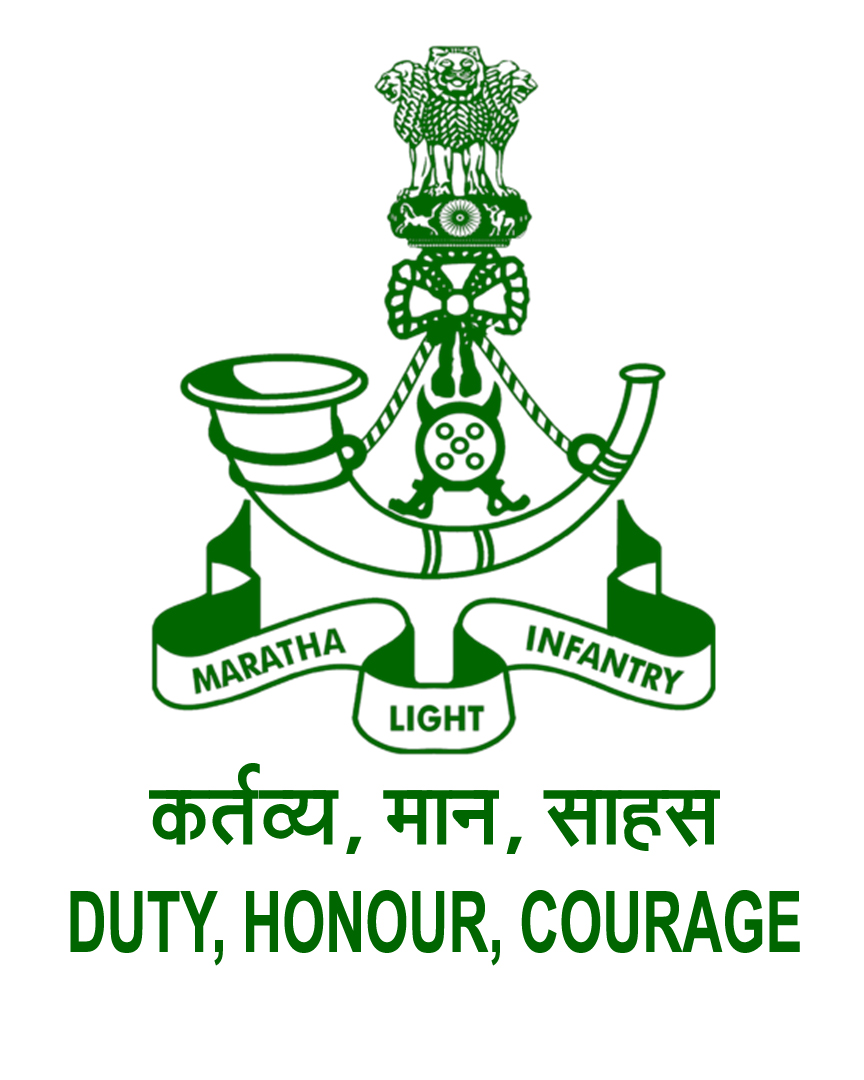 MARATHA LIGHT INFANTRY
कर्तव्य, मान, साहस
DUTY, HONOUR, COURAGE